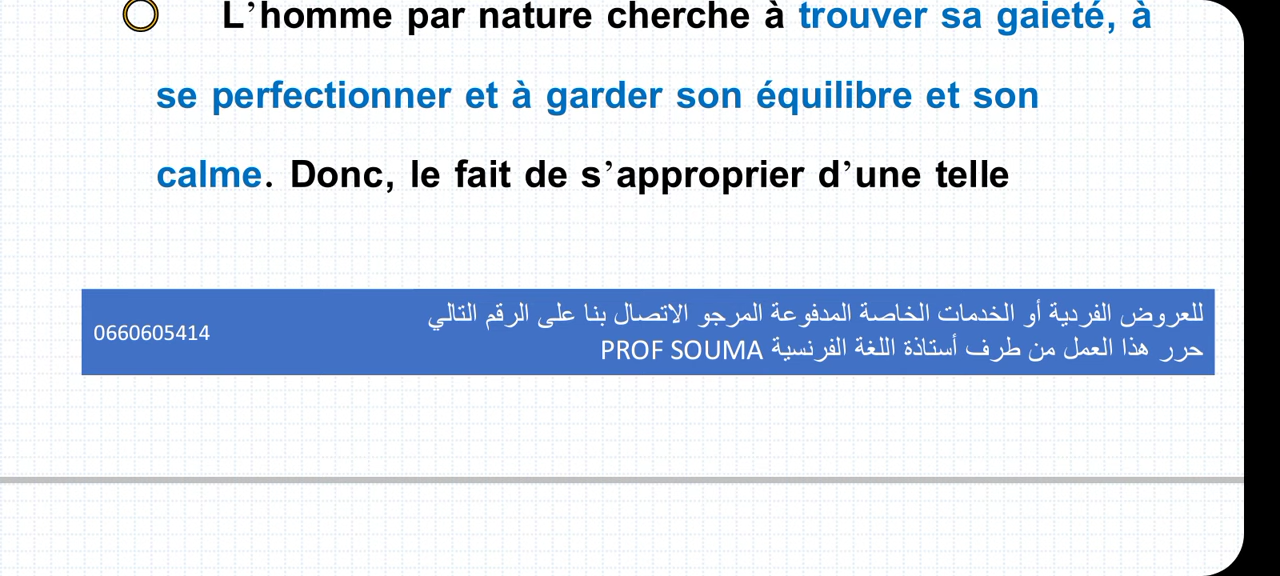 L’homme par nature cherche à trouver sa gaieté, à
se perfectionner et à garder son équilibre et son
calme. Donc, le fait de s’approprier d’une telle
للعروض الفردية أو الخدمات الخاصة المدفوعة المرجو الاتصال بنا على الرقم التالي
0660605414
حرر هذا العمل من طرف أستاذة اللغة الفرنسية PROF SOUMA